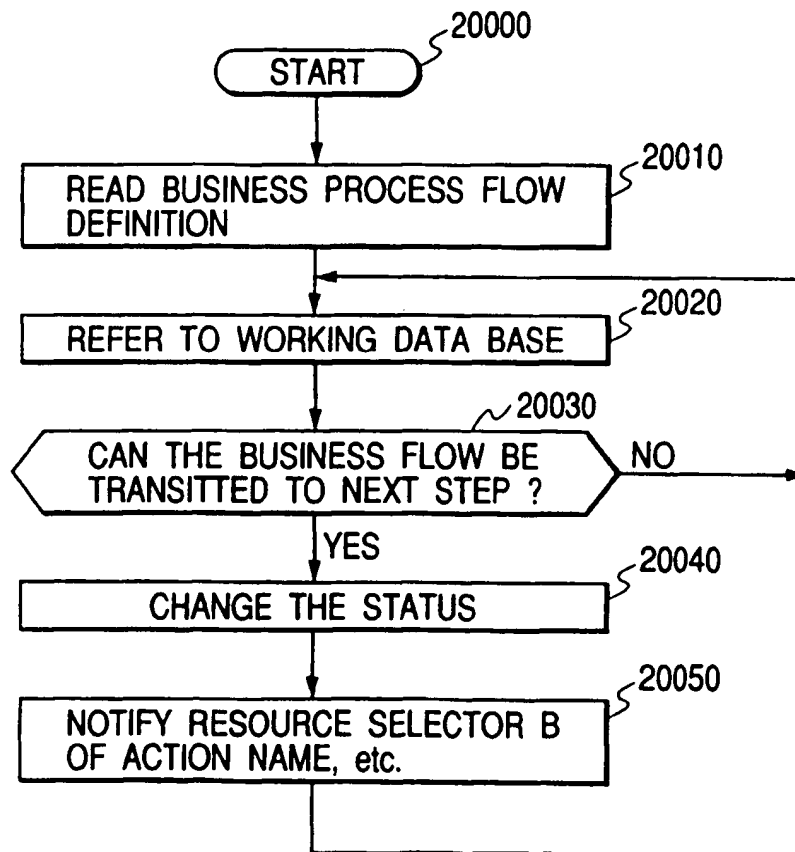 20000
START
20010
READ BUSINESS PROCESS FLOW
DEFINITION
20020
REFER TO WORKING DATA BASE
20030
CAN THE BUSINESS FLOW BE
TRANSITTED TO NEXT STEP ?
NO
YES
20040
CHANGE THE STATUS
20050
NOTIFY RESOURCE SELECTOR B
OF ACTION NAME, etc.